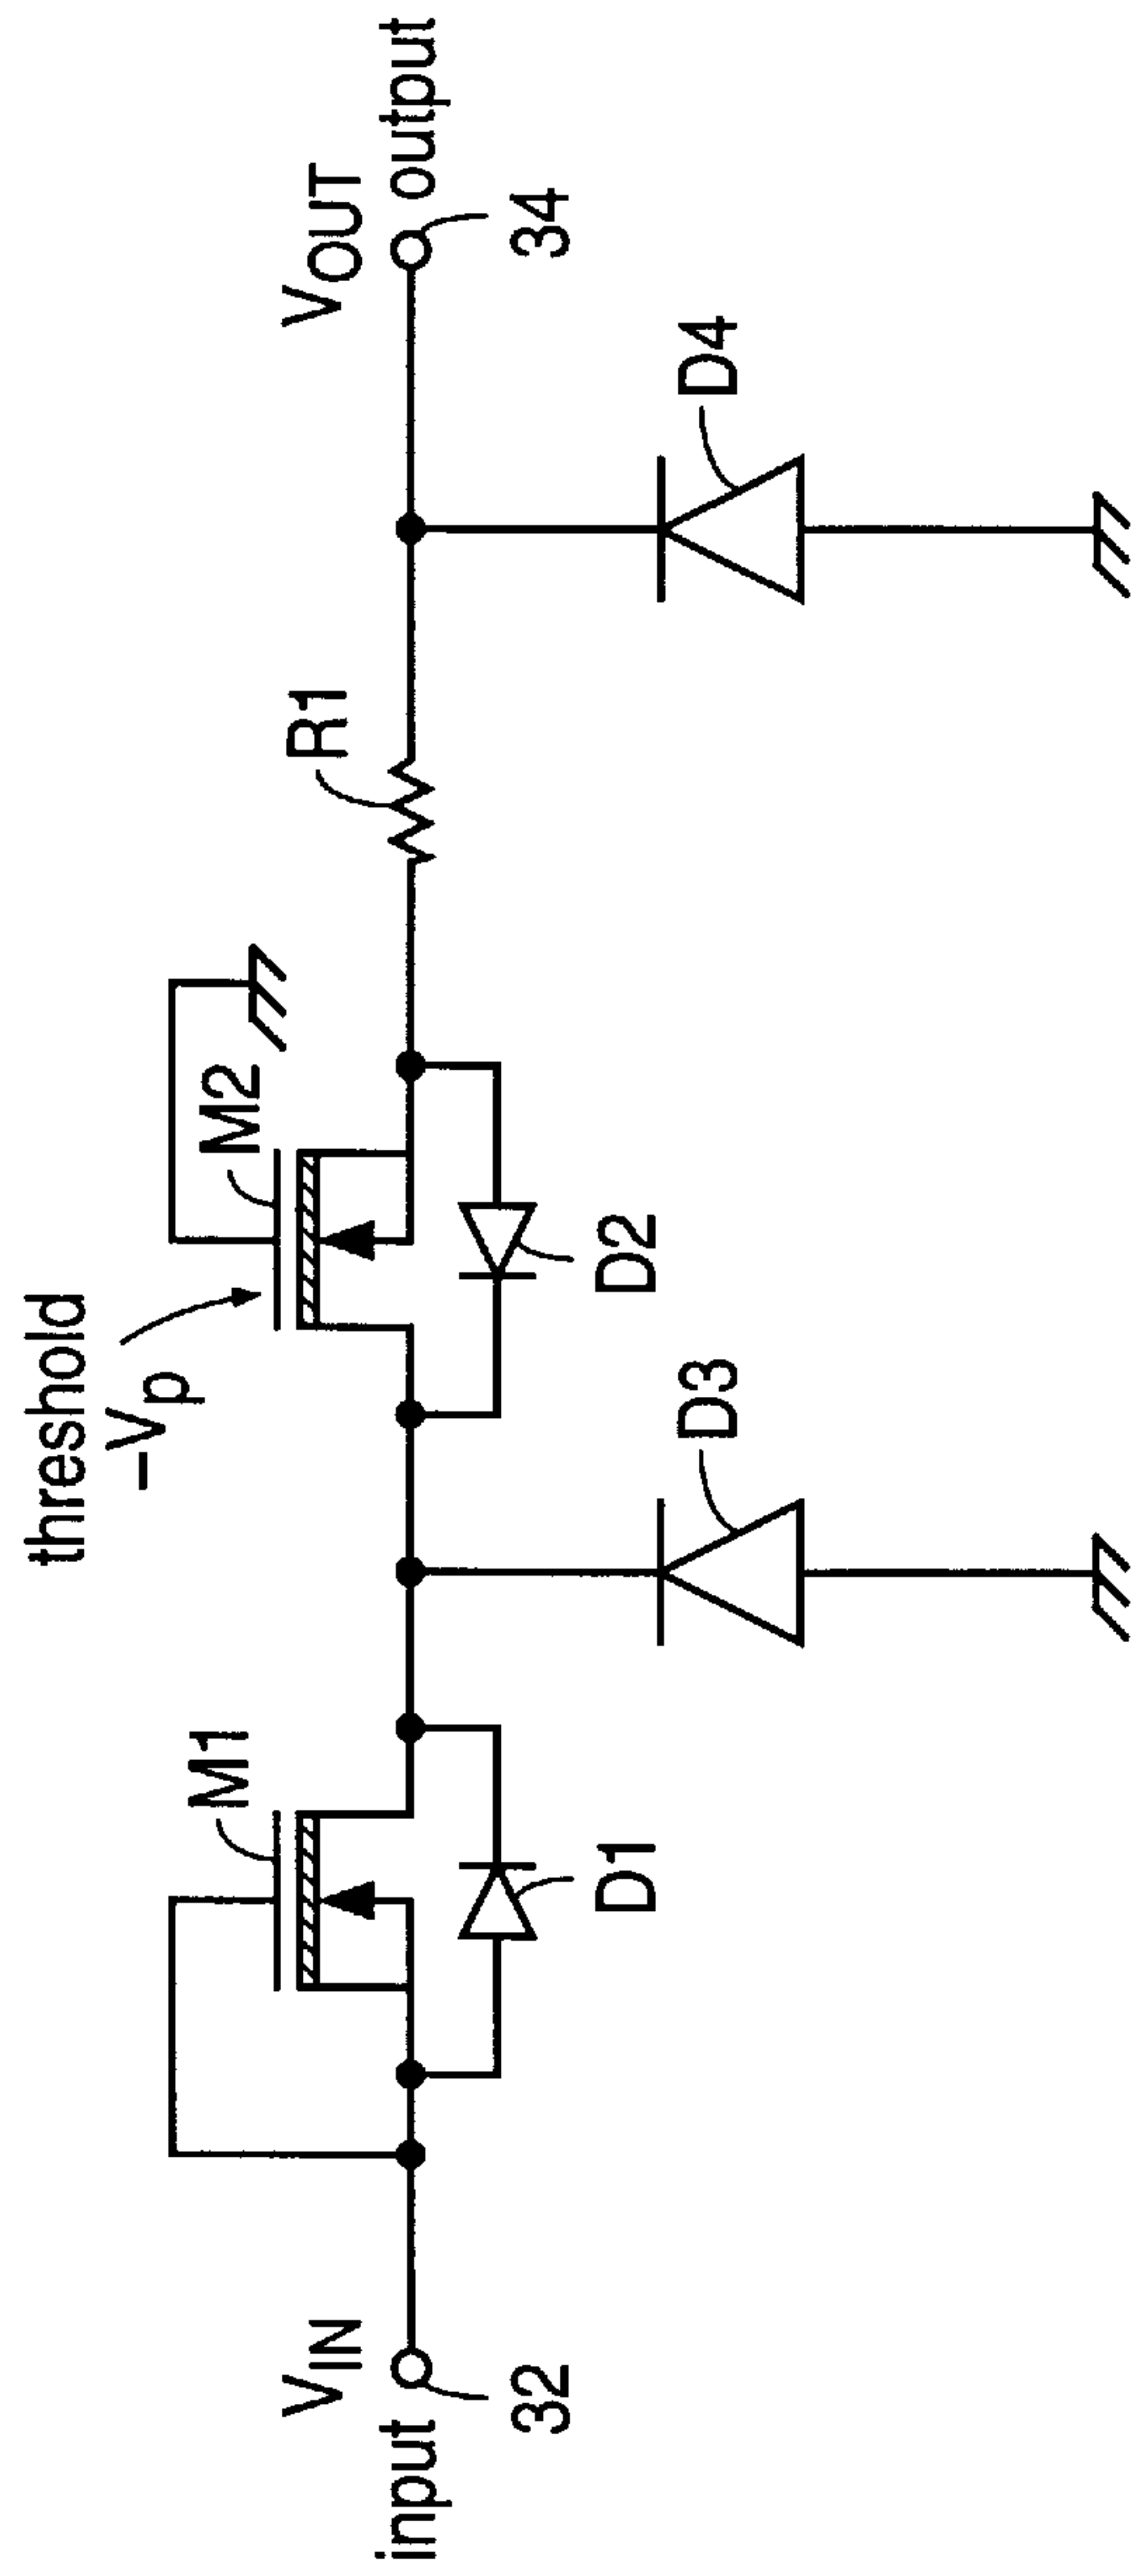 threshold
–Vp
M1
M2
R1
VIN
input
32
VOUT
output
34
D1
D2
D3
D4